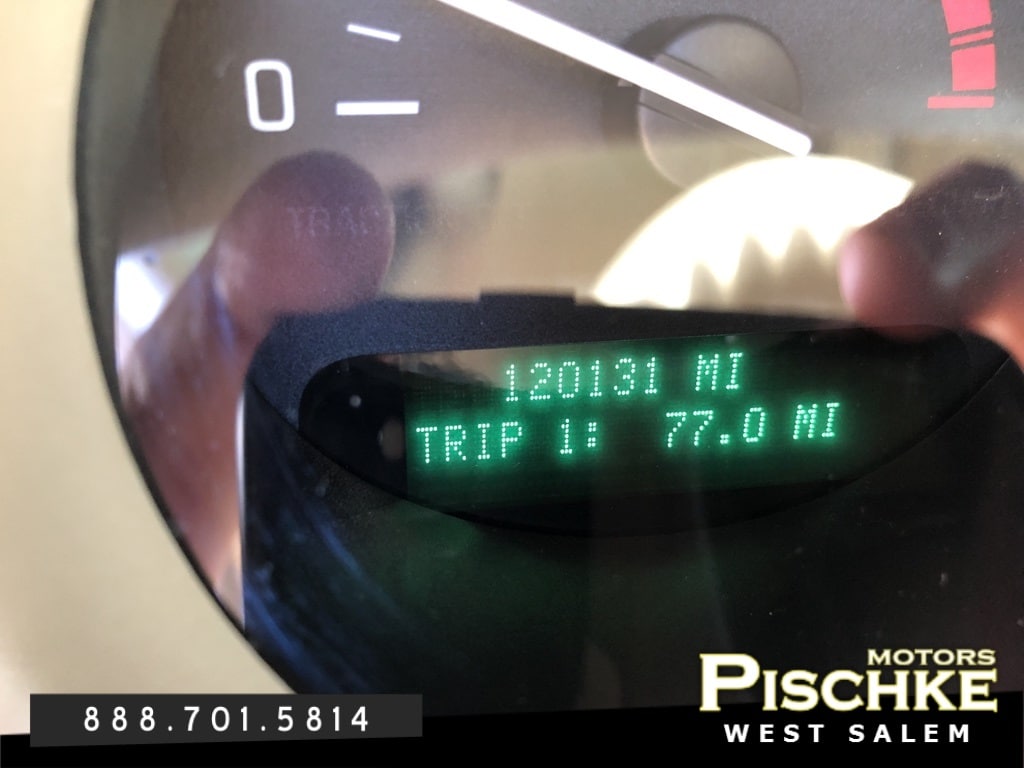 0
120131 MI
TRIP 1: 77.0 MI
888.701.5814
MOTORS
PISCHKE
WEST SALEM